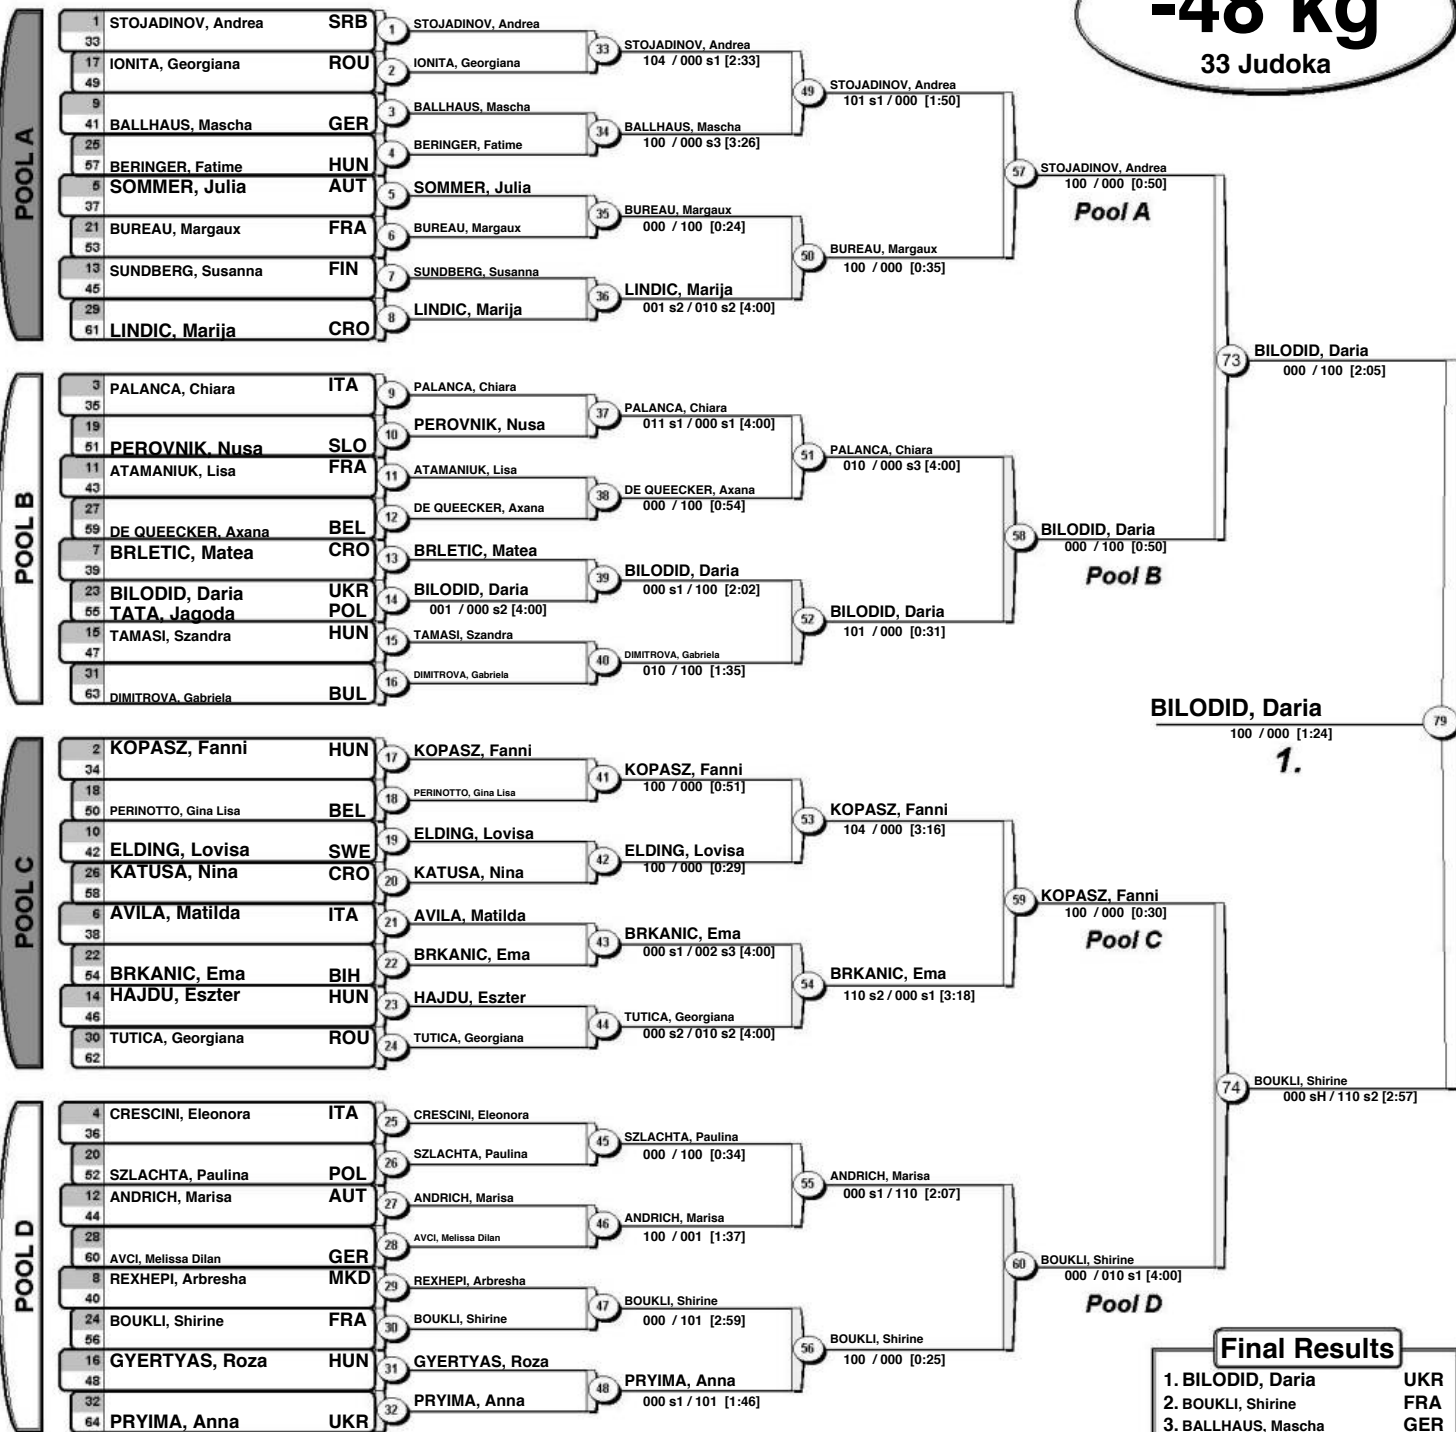 -48 kg
33 Judoka
POOL A
1 STOJADINOV, Andrea SRB
33
17 IONITA, Georgiana ROU
49
9
41 BALLHAUS, Mascha GER
25
57 BERINGER, Fatime HUN
5 SOMMER, Julia AUT
37
21 BUREAU, Margaux FRA
53
13 SUNDBERG, Susanna FIN
45
29
61 LINDIC, Marija CRO
1 STOJADINOV, Andrea
2 IONITA, Georgiana
3 BALLHAUS, Mascha
4 BERINGER, Fatime
5 SOMMER, Julia
6 BUREAU, Margaux
7 SUNDBERG, Susanna
8 LINDIC, Marija
33 STOJADINOV, Andrea
104 / 000 s1 [2:33]
34 BALLHAUS, Mascha
100 / 000 s3 [3:26]
35 BUREAU, Margaux
000 / 100 [0:24]
36 LINDIC, Marija
001 s2 / 010 s2 [4:00]
49 STOJADINOV, Andrea
101 s1 / 000 [1:50]
50 BUREAU, Margaux
100 / 000 [0:35]
57 STOJADINOV, Andrea
100 / 000 [0:50]
Pool A
POOL B
3 PALANCA, Chiara ITA
35
19
51 PEROVNIK, Nusa SLO
11 ATAMANIUK, Lisa FRA
43
27
59 DE QUEECKER, Axana BEL
7 BRLETIC, Matea CRO
39
23 BILODID, Daria UKR
55 TATA, Jagoda POL
15 TAMASI, Szandra HUN
47
31
63 DIMITROVA, Gabriela BUL
9 PALANCA, Chiara
10 PEROVNIK, Nusa
11 ATAMANIUK, Lisa
12 DE QUEECKER, Axana
13 BRLETIC, Matea
14 BILODID, Daria
001 / 000 s2 [4:00]
15 TAMASI, Szandra
16 DIMITROVA, Gabriela
37 PALANCA, Chiara
011 s1 / 000 s1 [4:00]
38 DE QUEECKER, Axana
000 / 100 [0:54]
39 BILODID, Daria
000 s1 / 100 [2:02]
40 DIMITROVA, Gabriela
010 / 100 [1:35]
51 PALANCA, Chiara
010 / 000 s3 [4:00]
52 BILODID, Daria
101 / 000 [0:31]
58 BILODID, Daria
000 / 100 [0:50]
Pool B
73 BILODID, Daria
000 / 100 [2:05]
BILODID, Daria 79
100 / 000 [1:24]
1.
POOL C
2 KOPASZ, Fanni HUN
34
18
50 PERINOTTO, Gina Lisa BEL
10
42 ELDING, Lovisa SWE
26 KATUSA, Nina CRO
58
6 AVILA, Matilda ITA
38
22
54 BRKANIC, Ema BIH
14 HAJDU, Eszter HUN
46
30 TUTICA, Georgiana ROU
62
17 KOPASZ, Fanni
18 PERINOTTO, Gina Lisa
19 ELDING, Lovisa
20 KATUSA, Nina
21 AVILA, Matilda
22 BRKANIC, Ema
23 HAJDU, Eszter
24 TUTICA, Georgiana
41 KOPASZ, Fanni
100 / 000 [0:51]
42 ELDING, Lovisa
100 / 000 [0:29]
43 BRKANIC, Ema
000 s1 / 002 s3 [4:00]
44 TUTICA, Georgiana
000 s2 / 010 s2 [4:00]
53 KOPASZ, Fanni
104 / 000 [3:16]
54 BRKANIC, Ema
110 s2 / 000 s1 [3:18]
59 KOPASZ, Fanni
100 / 000 [0:30]
Pool C
74 BOUKLI, Shirine
000 sH / 110 s2 [2:57]
POOL D
4 CRESCINI, Eleonora ITA
36
20
52 SZLACHTA, Paulina POL
12 ANDRICH, Marisa AUT
44
28
60 AVCI, Melissa Dilan GER
8 REXHEPI, Arbresha MKD
40
24 BOUKLI, Shirine FRA
56
16 GYERTYAS, Roza HUN
48
32
64 PRYIMA, Anna UKR
25 CRESCINI, Eleonora
26 SZLACHTA, Paulina
27 ANDRICH, Marisa
28 AVCI, Melissa Dilan
29 REXHEPI, Arbresha
30 BOUKLI, Shirine
31 GYERTYAS, Roza
32 PRYIMA, Anna
45 SZLACHTA, Paulina
000 / 100 [0:34]
46 ANDRICH, Marisa
100 / 001 [1:37]
47 BOUKLI, Shirine
000 / 101 [2:59]
48 PRYIMA, Anna
000 s1 / 101 [1:46]
55 ANDRICH, Marisa
000 s1 / 110 [2:07]
56 BOUKLI, Shirine
100 / 000 [0:25]
60 BOUKLI, Shirine
000 / 010 s1 [4:00]
Pool D
Final Results
1. BILODID, Daria UKR
2. BOUKLI, Shirine FRA
3. BALLHAUS, Mascha GER